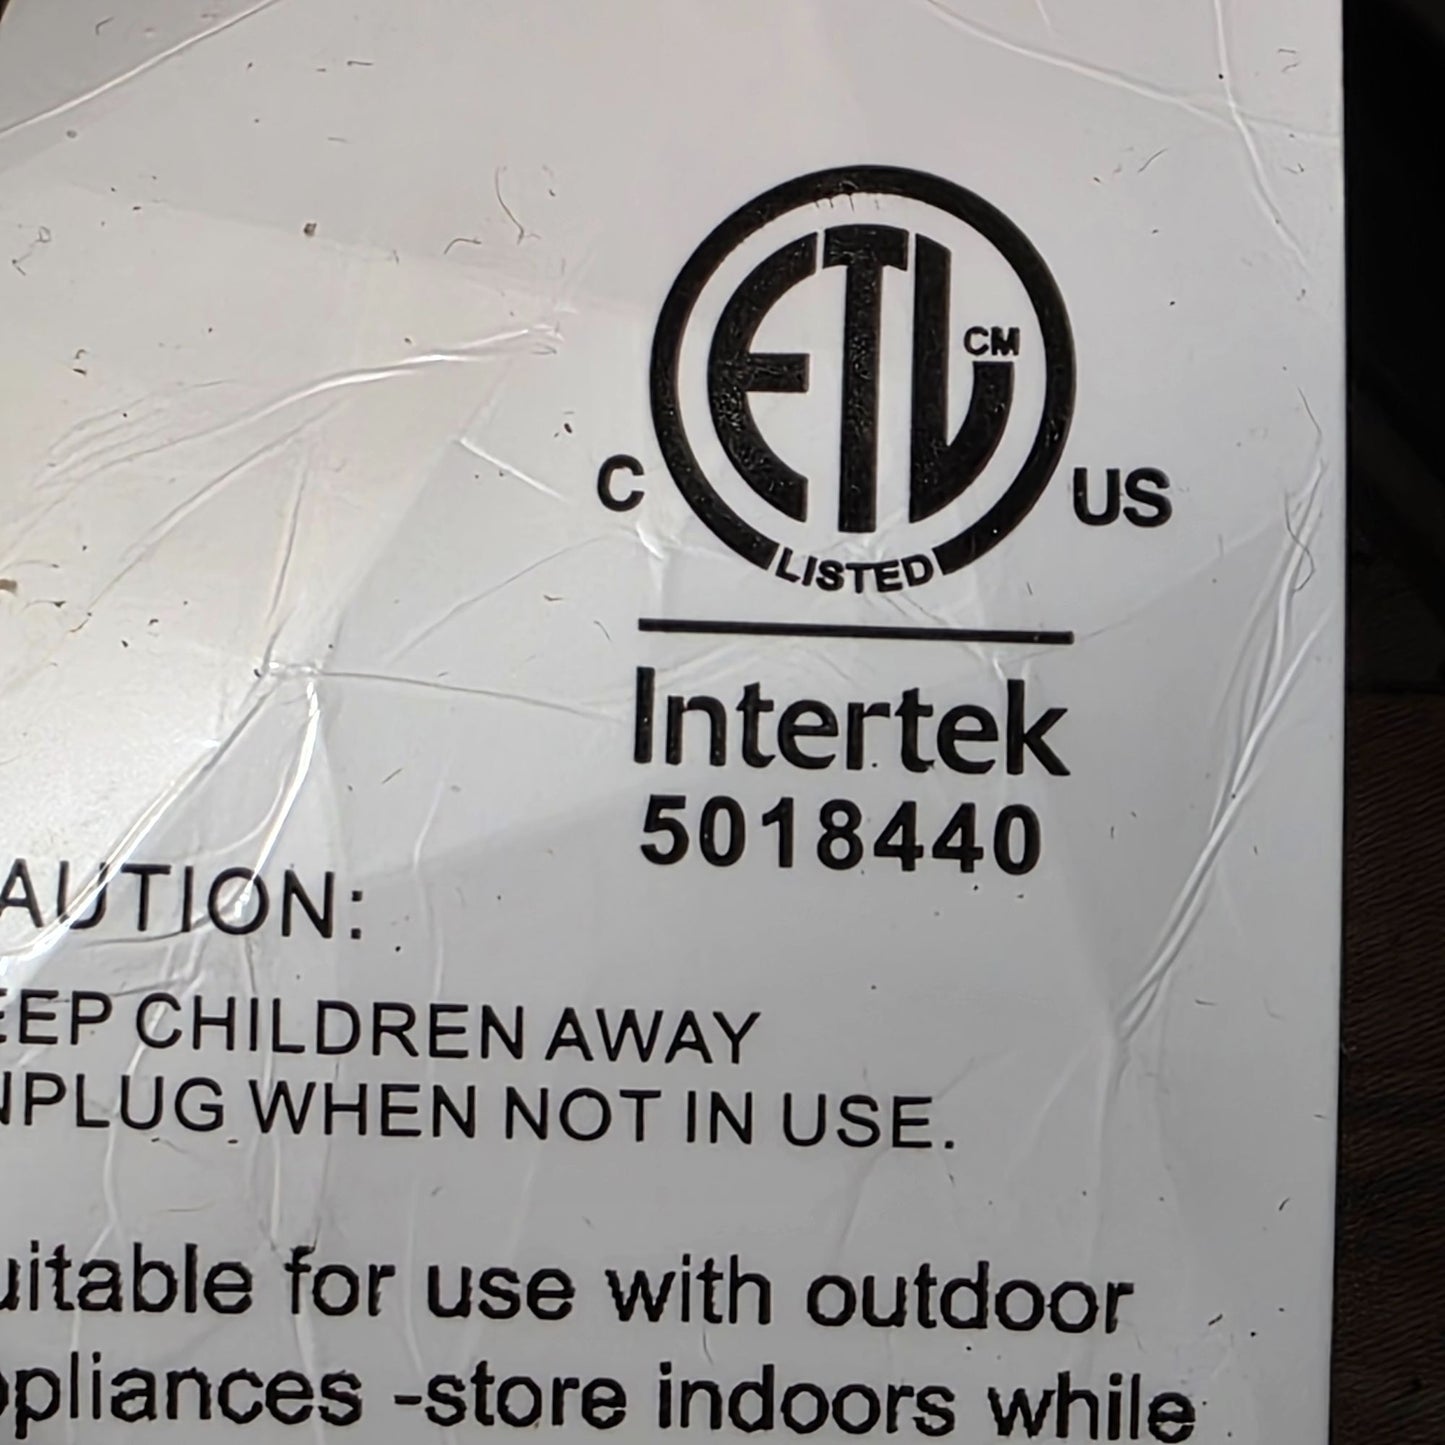 ETL CM
C US
LISTED
Intertek
5018440
AUTION:
EEP CHILDREN AWAY
NPLUG WHEN NOT IN USE.
uitable for use with outdoor
ppliances -store indoors while